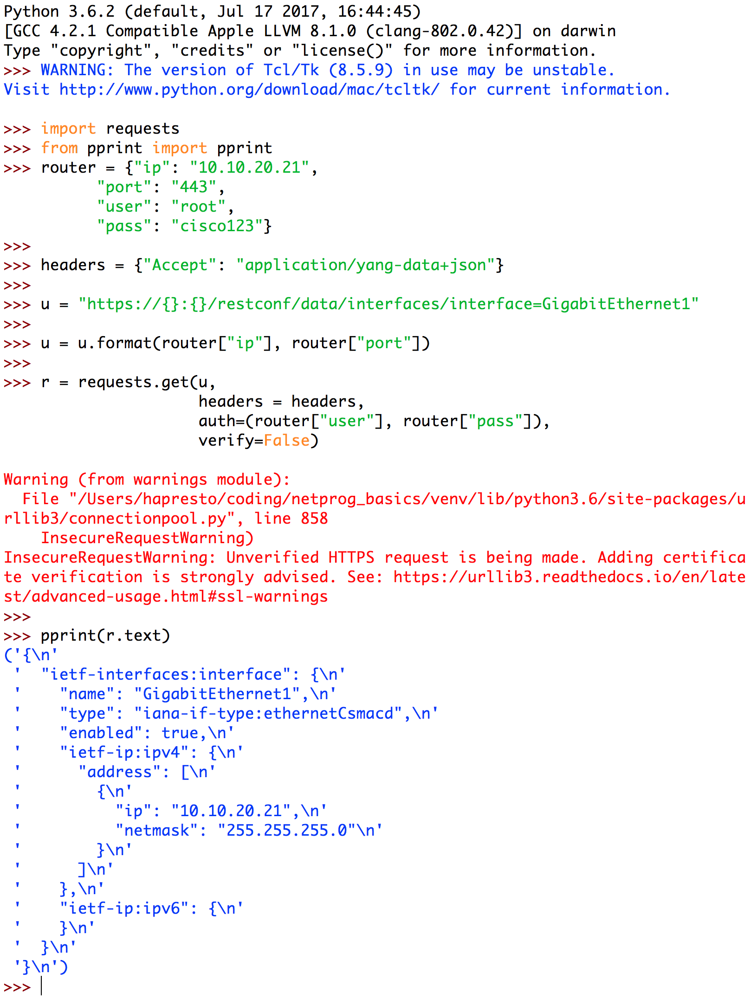 Python 3.6.2 (default, Jul 17 2017, 16:44:45)
[GCC 4.2.1 Compatible Apple LLVM 8.1.0 (clang-802.0.42)] on darwin
Type "copyright", "credits" or "license()" for more information.
>>> WARNING: The version of Tcl/Tk (8.5.9) in use may be unstable.
Visit http://www.python.org/download/mac/tcltk/ for current information.

>>> import requests
>>> from pprint import pprint
>>> router = {"ip": "10.10.20.21",
          "port": "443",
          "user": "root",
          "pass": "cisco123"}
>>>
>>> headers = {"Accept": "application/yang-data+json"}
>>>
>>> u = "https://{}:{}/restconf/data/interfaces/interface=GigabitEthernet1"
>>>
>>> u = u.format(router["ip"], router["port"])
>>>
>>> r = requests.get(u,
                     headers = headers,
                     auth=(router["user"], router["pass"]),
                     verify=False)

Warning (from warnings module):
  File "/Users/hapresto/coding/netprog_basics/venv/lib/python3.6/site-packages/u
rllib3/connectionpool.py", line 858
    InsecureRequestWarning)
InsecureRequestWarning: Unverified HTTPS request is being made. Adding certifica
te verification is strongly advised. See: https://urllib3.readthedocs.io/en/late
st/advanced-usage.html#ssl-warnings
>>>
>>> pprint(r.text)
('{\n'
 '  "ietf-interfaces:interface": {\n'
 '    "name": "GigabitEthernet1",\n'
 '    "type": "iana-if-type:ethernetCsmacd",\n'
 '    "enabled": true,\n'
 '    "ietf-ip:ipv4": {\n'
 '      "address": [\n'
 '        {\n'
 '          "ip": "10.10.20.21",\n'
 '          "netmask": "255.255.255.0"\n'
 '        }\n'
 '      ]\n'
 '    },\n'
 '    "ietf-ip:ipv6": {\n'
 '    }\n'
 '  }\n'
 '}\n')
>>>